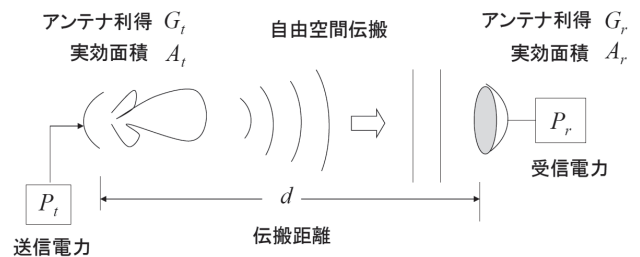 アンテナ利得 Gt
実効面積 At
自由空間伝搬
アンテナ利得 Gr
実効面積 Ar
Pt
送信電力
d
伝搬距離
Pr
受信電力